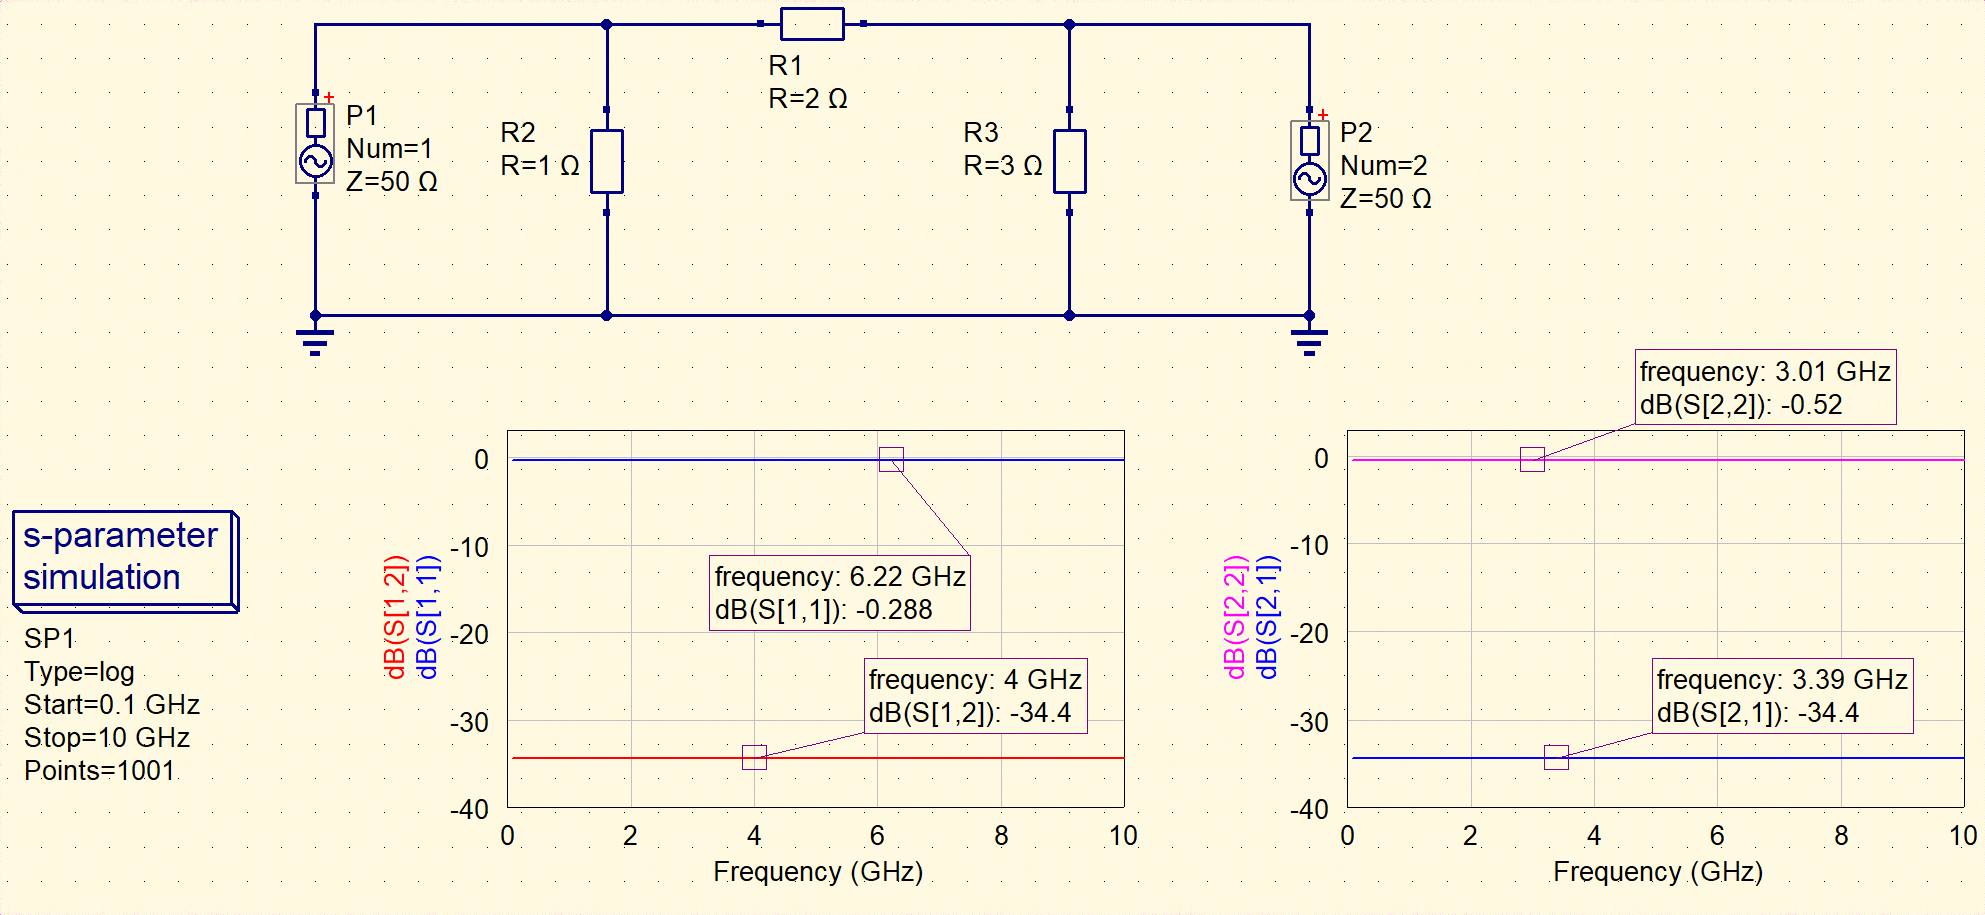 R1
R=2 Ω
P1
Num=1
Z=50 Ω
R2
R=1 Ω
R3
R=3 Ω
P2
Num=2
Z=50 Ω
s-parameter
simulation
SP1
Type=log
Start=0.1 GHz
Stop=10 GHz
Points=1001
dB(S[1,2])
dB(S[1,1])
0
-10
-20
-30
-40
frequency: 6.22 GHz
dB(S[1,1]): -0.288
frequency: 4 GHz
dB(S[1,2]): -34.4
0 2 4 6 8 10
Frequency (GHz)
frequency: 3.01 GHz
dB(S[2,2]): -0.52
dB(S[2,2])
dB(S[2,1])
0
-10
-20
-30
-40
frequency: 3.39 GHz
dB(S[2,1]): -34.4
0 2 4 6 8 10
Frequency (GHz)